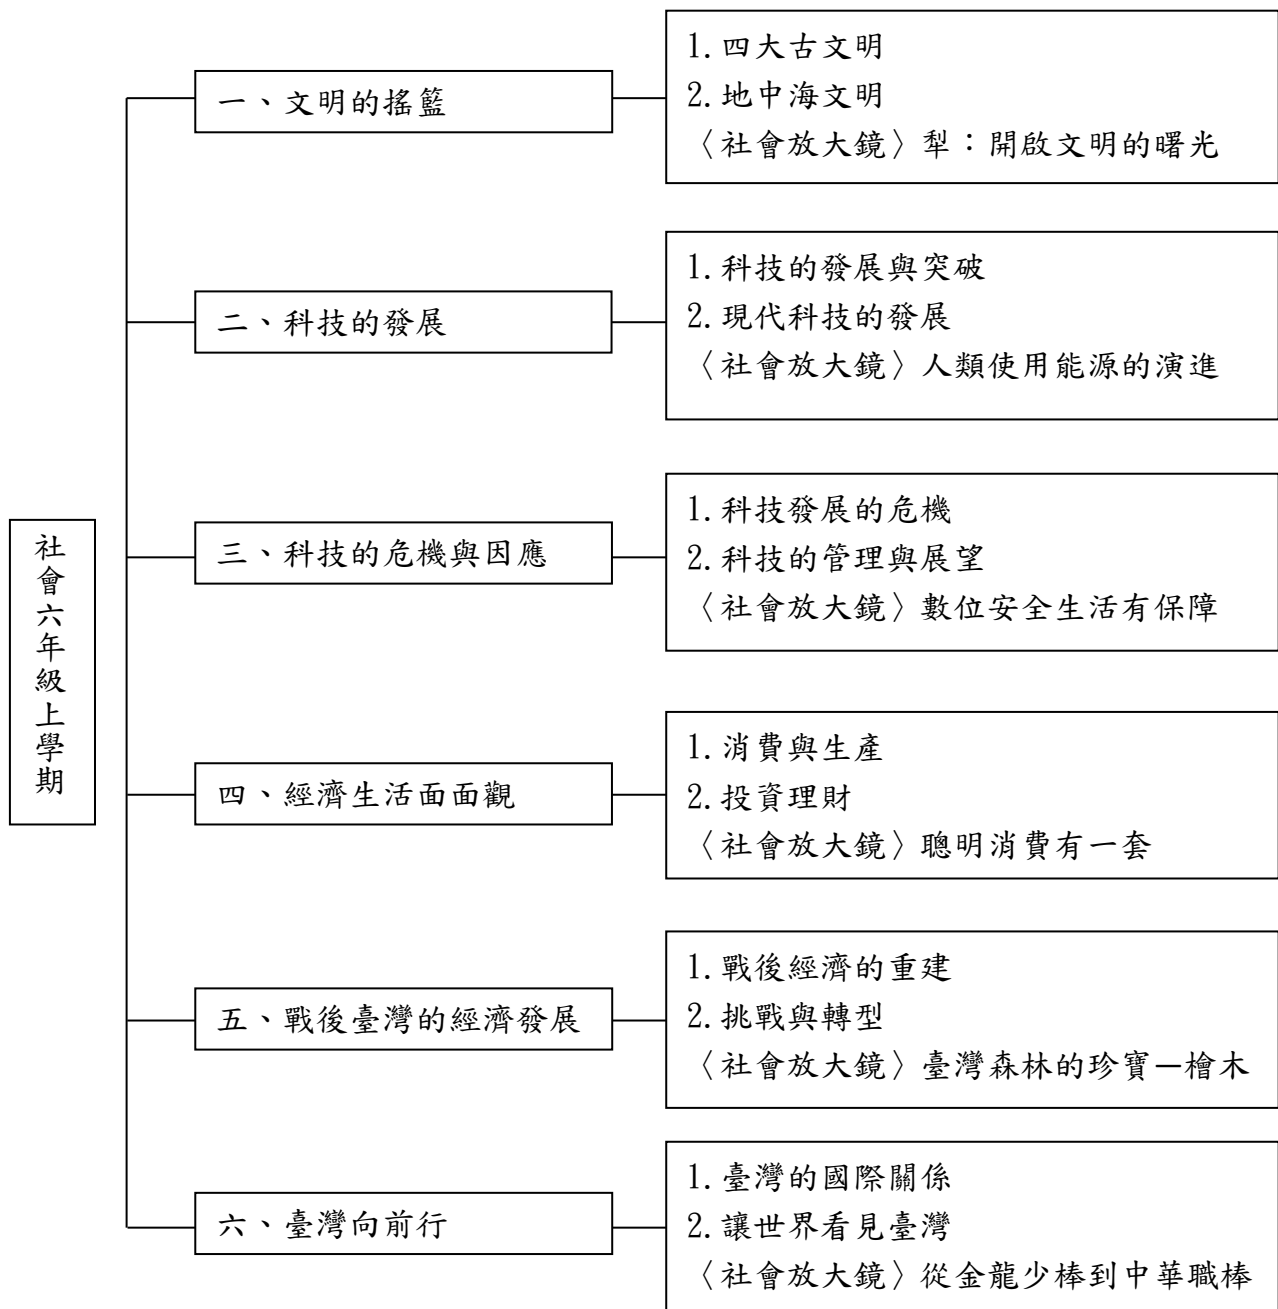 社會六年級上學期
一、文明的搖籃
1.四大古文明
2.地中海文明
〈社會放大鏡〉犁：開啟文明的曙光
二、科技的發展
1.科技的發展與突破
2.現代科技的發展
〈社會放大鏡〉人類使用能源的演進
三、科技的危機與因應
1.科技發展的危機
2.科技的管理與展望
〈社會放大鏡〉數位安全生活有保障
四、經濟生活面面觀
1.消費與生產
2.投資理財
〈社會放大鏡〉聰明消費有一套
五、戰後臺灣的經濟發展
1.戰後經濟的重建
2.挑戰與轉型
〈社會放大鏡〉臺灣森林的珍寶—檜木
六、臺灣向前行
1.臺灣的國際關係
2.讓世界看見臺灣
〈社會放大鏡〉從金龍少棒到中華職棒